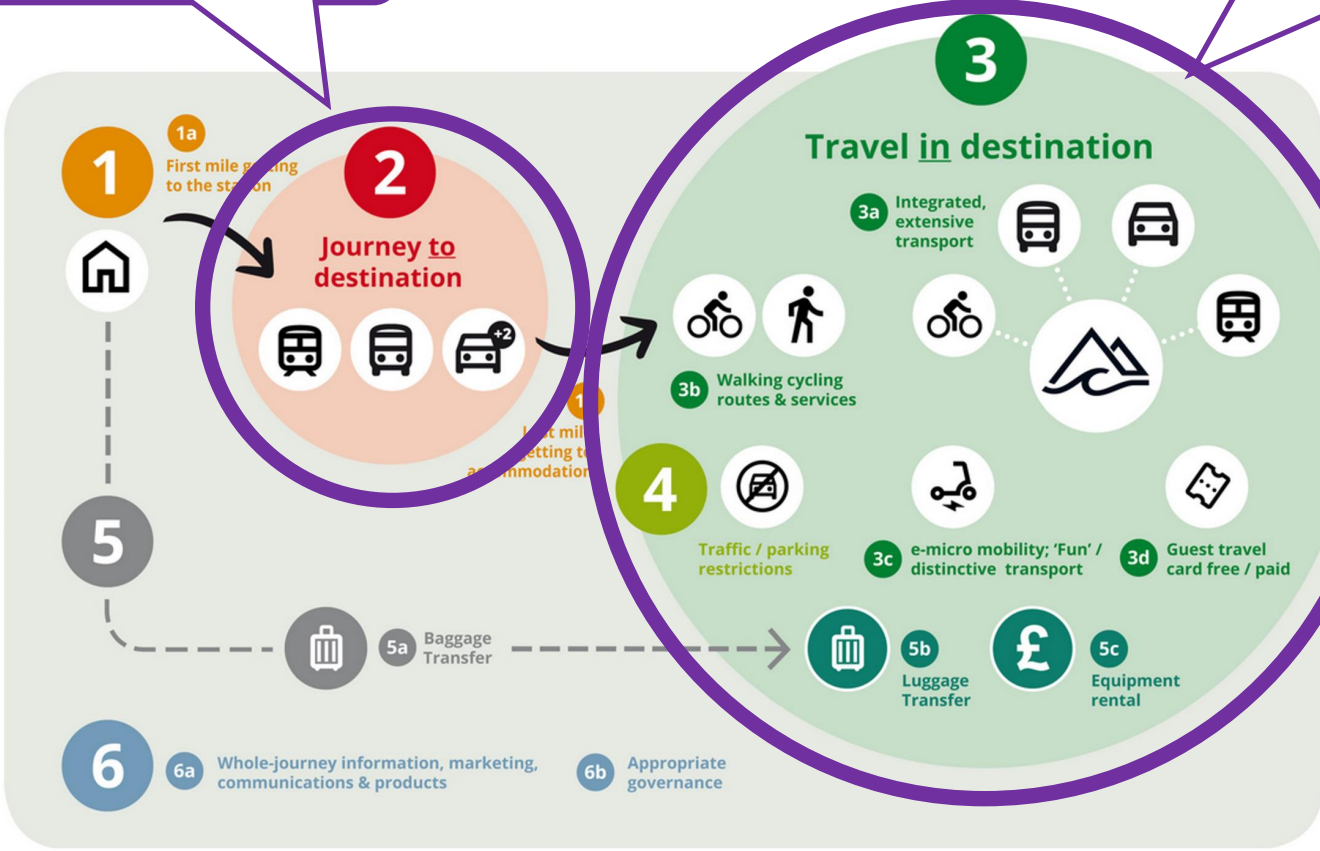 1
1a
First mile
to the station
2
Journey to
destination
+2
3
Travel in destination
3a
Integrated,
extensive
transport
3b
Walking cycling
routes & services
4
Traffic / parking
restrictions
3c
e-micro mobility; 'Fun' /
distinctive transport
3d
Guest travel
card free / paid
5
5a
Baggage
Transfer
5b
Luggage
Transfer
£
5c
Equipment
rental
6
6a
Whole-journey information, marketing,
communications & products
6b
Appropriate
governance